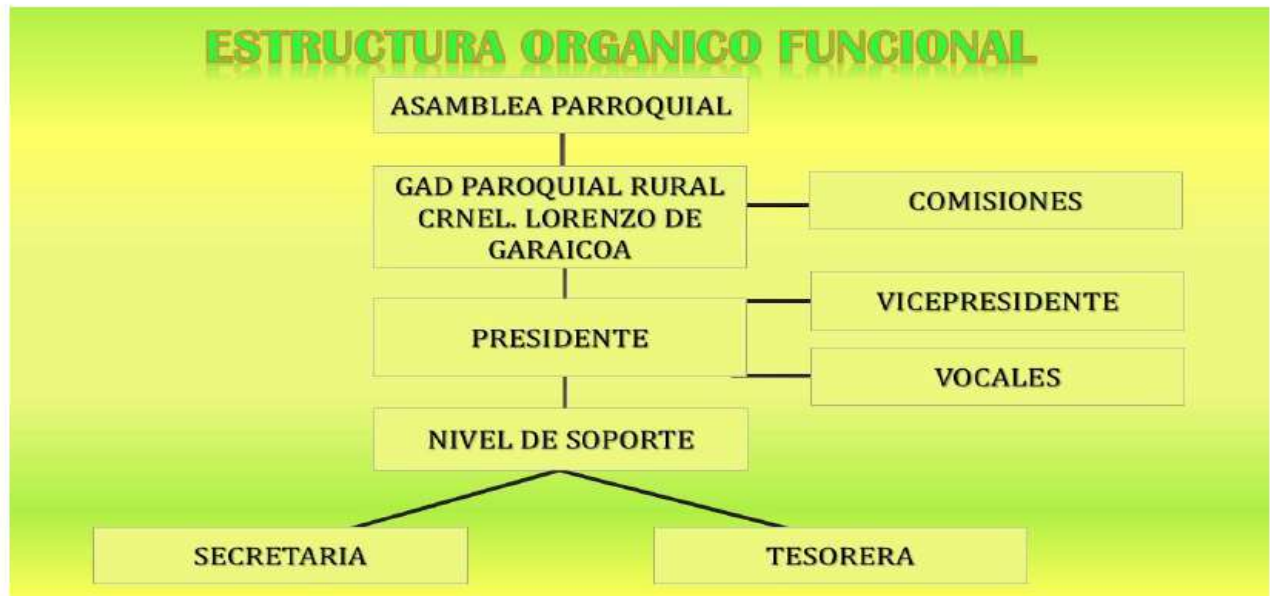 ESTRUCTURA ORGANICO FUNCIONAL
ASAMBLEA PARROQUIAL
GAD PAROQUIAL RURAL
CRNEL. LORENZO DE
GARAICOA
COMISIONES
VICEPRESIDENTE
PRESIDENTE
VOCALES
NIVEL DE SOPORTE
SECRETARIA
TESORERA